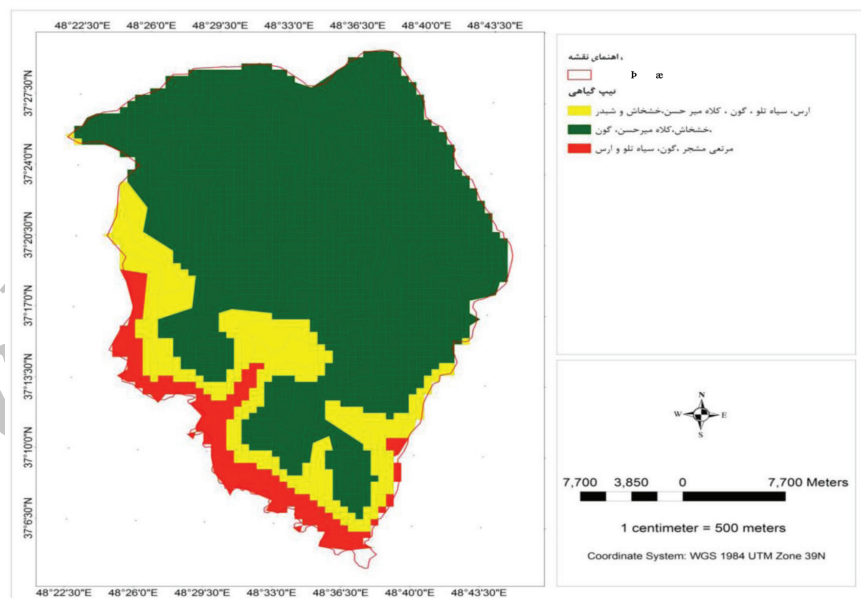 48°22'30"E 48°26'0"E 48°29'30"E 48°33'0"E 48°36'30"E 48°40'0"E 48°43'30"E
37°27'30"N
37°24'0"N
37°20'30"N
37°17'0"N
37°13'30"N
37°10'0"N
37°6'30"N
48°22'30"E 48°26'0"E 48°29'30"E 48°33'0"E 48°36'30"E 48°40'0"E 48°43'30"E
راهنمای نقشه
Þ æ
تیپ گیاهی
ارس، سیاه تلو ، گون ، کلاه میر حسن،خشخاش و شبدر
،خشخاش،کلاه میرحسن، گون
مرتعی مشجر ،گون، سیاه تلو و ارس
N
W E
S
7,700 3,850 0 7,700 Meters
1 centimeter = 500 meters
Coordinate System: WGS 1984 UTM Zone 39N